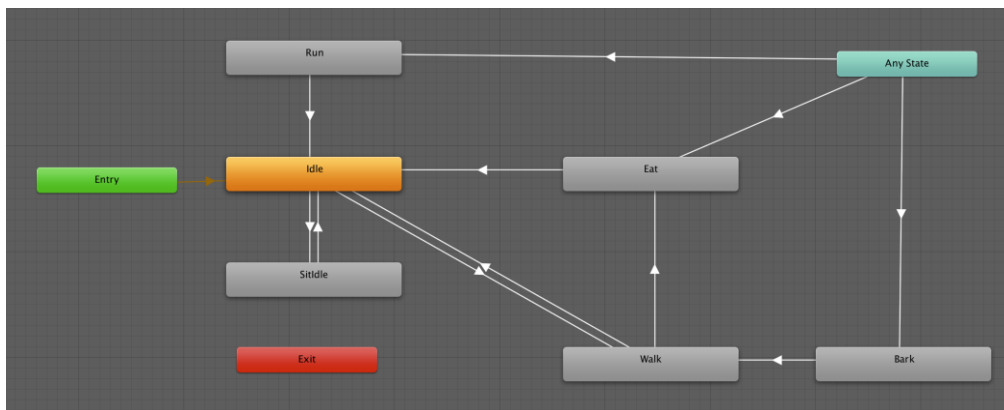 Run
Any State
Idle
Eat
Entry
SitIdle
Exit
Walk
Bark